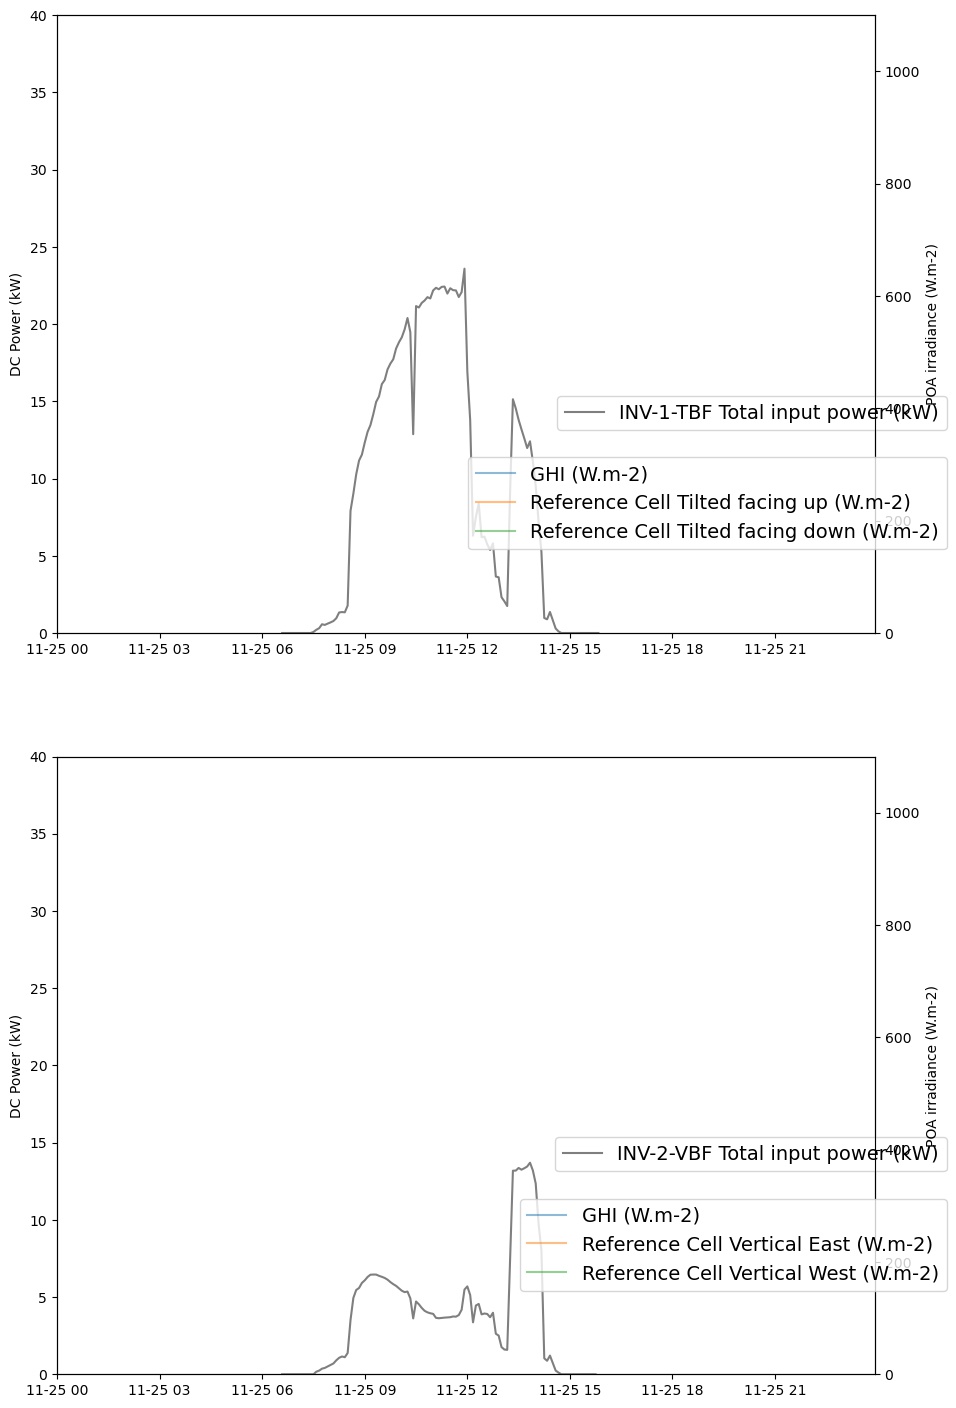 40
35
30
25
20
15
10
5
0
DC Power (kW)
1000
800
600
400
200
0
POA irradiance (W.m-2)
INV-1-TBF Total input power (kW)
GHI (W.m-2)
Reference Cell Tilted facing up (W.m-2)
Reference Cell Tilted facing down (W.m-2)
11-25 00 11-25 03 11-25 06 11-25 09 11-25 12 11-25 15 11-25 18 11-25 21
40
35
30
25
20
15
10
5
0
DC Power (kW)
1000
800
600
400
200
0
POA irradiance (W.m-2)
INV-2-VBF Total input power (kW)
GHI (W.m-2)
Reference Cell Vertical East (W.m-2)
Reference Cell Vertical West (W.m-2)
11-25 00 11-25 03 11-25 06 11-25 09 11-25 12 11-25 15 11-25 18 11-25 21